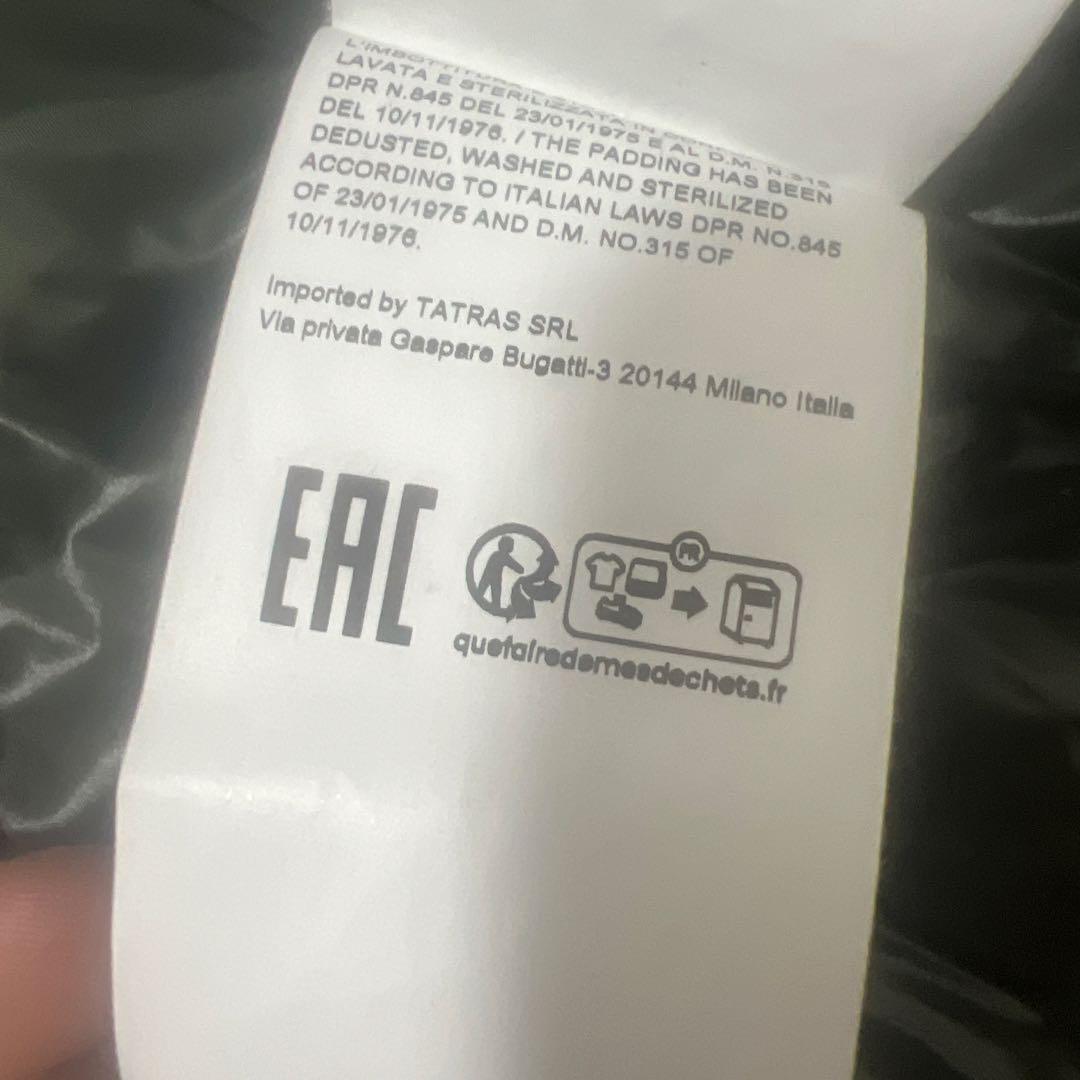 L'IMBOTTITURA
LAVATA E STERILIZZATA IN
DPR N.845 DEL 23/01/1975 E AL D.M. N.315
DEL 10/11/1976. / THE PADDING HAS BEEN
DEDUSTED, WASHED AND STERILIZED
ACCORDING TO ITALIAN LAWS DPR NO.845
OF 23/01/1975 AND D.M. NO.315 OF
10/11/1976.
Imported by TATRAS SRL
Via privata Gaspare Bugatti-3 20144 Milano Italia
EAC
FR
quefairedemesdechets.fr